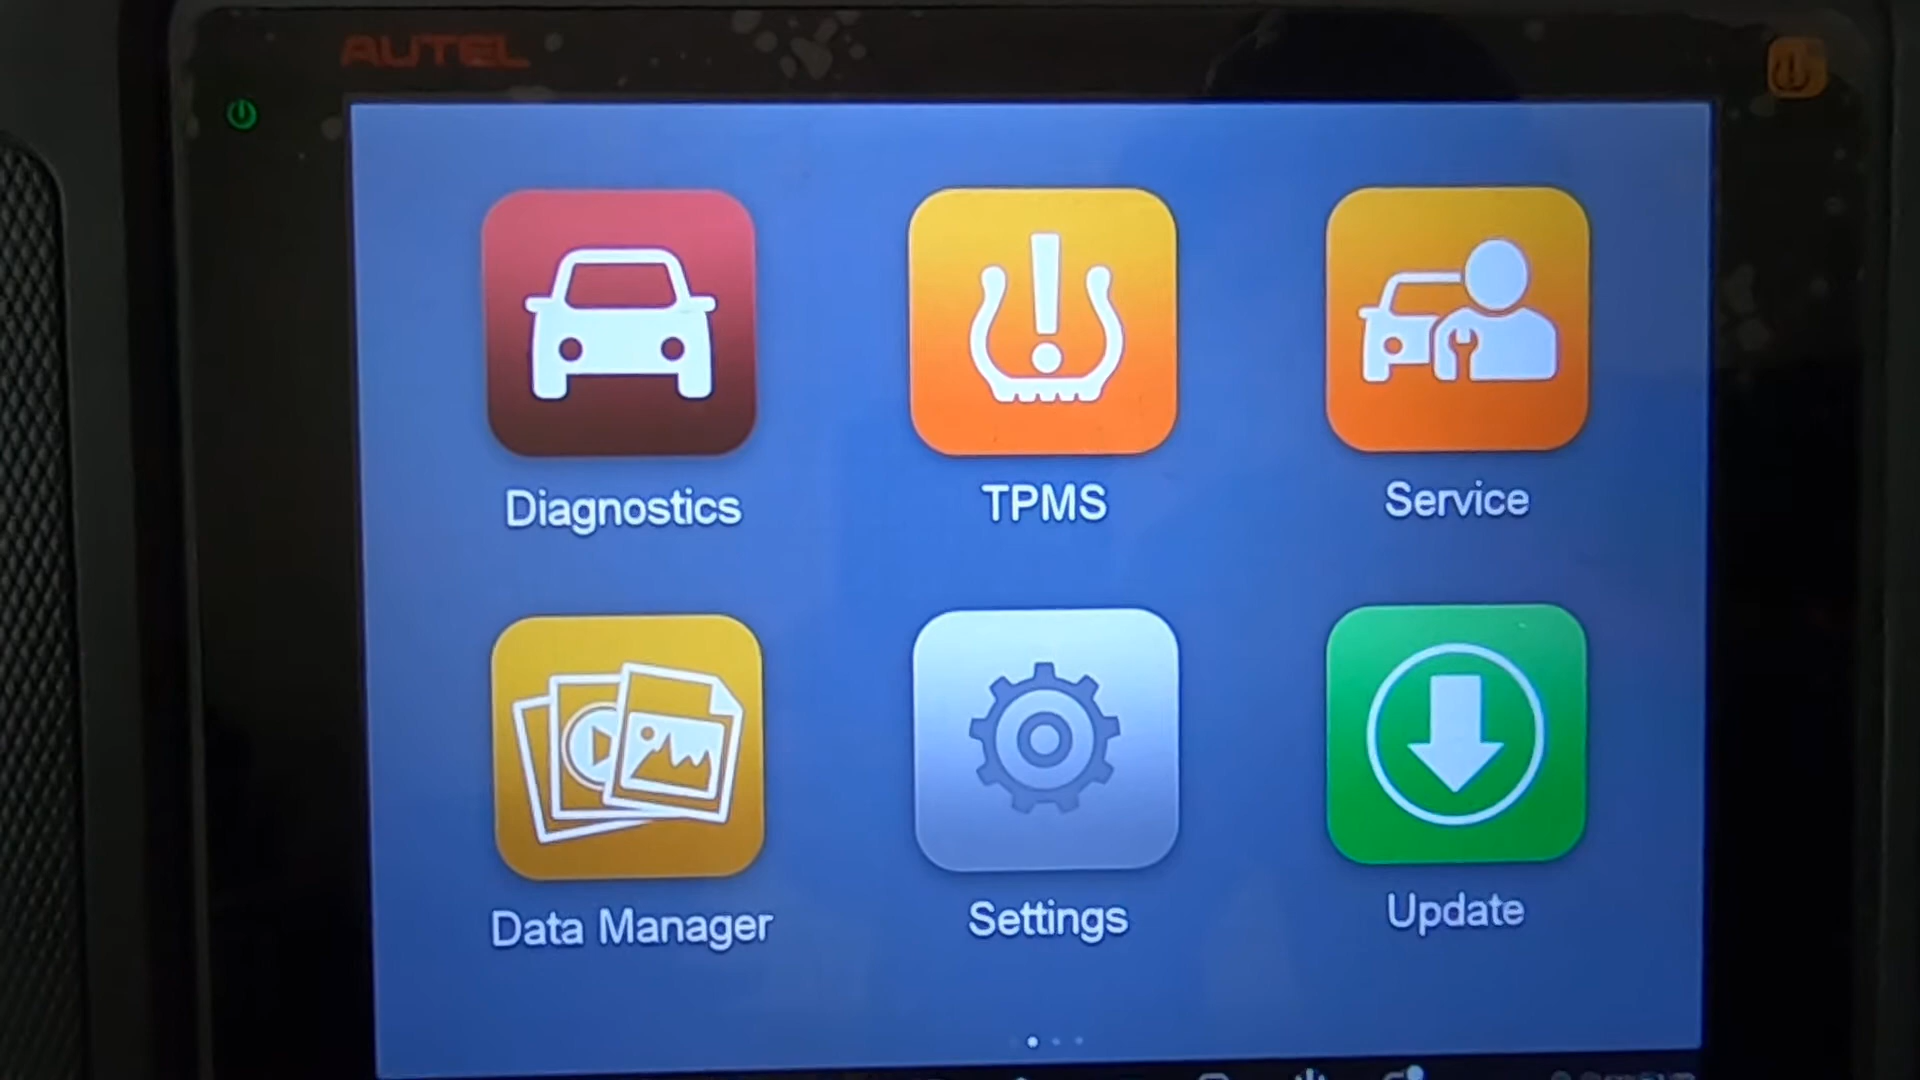 AUTEL
Diagnostics
TPMS
Service
Data Manager
Settings
Update